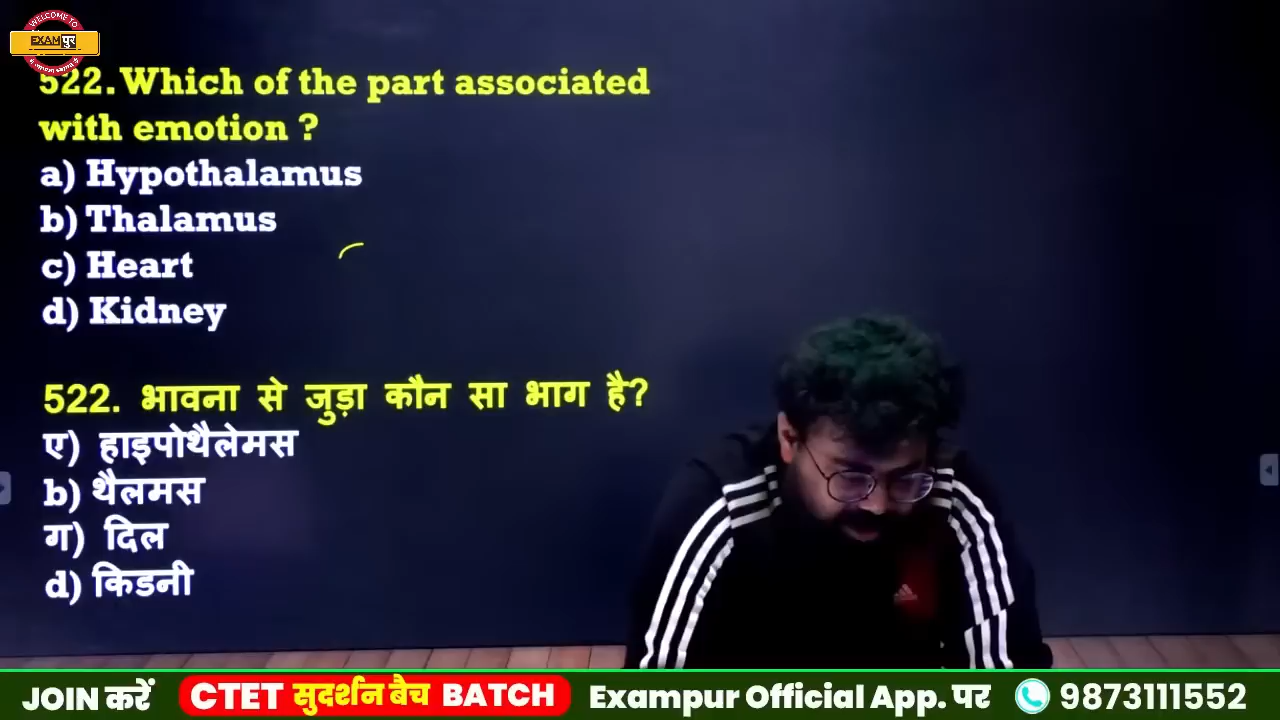 WELCOME TO
EXAMपुर
522. Which of the part associated
with emotion ?
a) Hypothalamus
b) Thalamus
c) Heart
d) Kidney
522. भावना से जुड़ा कौन सा भाग है?
ए) हाइपोथैलेमस
b) थैलमस
ग) दिल
d) किडनी
JOIN करें CTET सुदर्शन बैच BATCH Exampur Official App. पर 9873111552